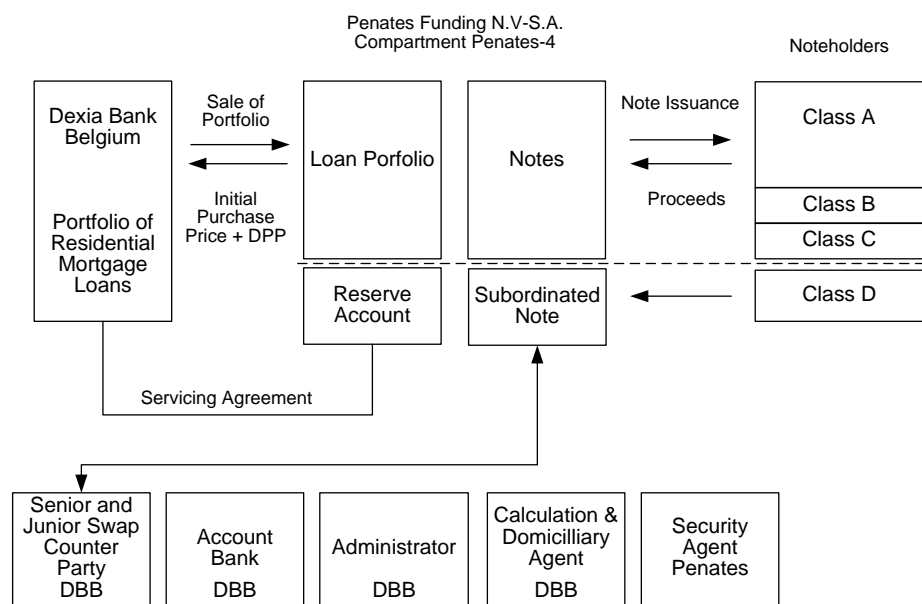 Penates Funding N.V-S.A.
Compartment Penates-4
Noteholders
Dexia Bank
Belgium
Portfolio of
Residential
Mortgage
Loans
Sale of
Portfolio
Initial
Purchase
Price + DPP
Loan Porfolio
Notes
Note Issuance
Proceeds
Class A
Class B
Class C
Reserve
Account
Subordinated
Note
Class D
Servicing Agreement
Senior and
Junior Swap
Counter
Party
DBB
Account
Bank
DBB
Administrator
DBB
Calculation &
Domicilliary
Agent
DBB
Security
Agent
Penates